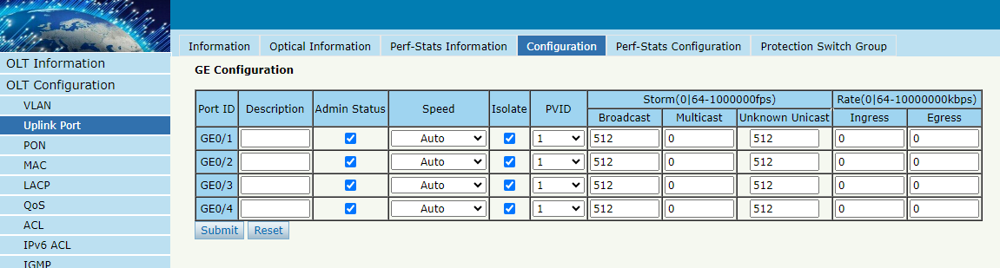 Information Optical Information Perf-Stats Information Configuration Perf-Stats Configuration Protection Switch Group
OLT Information
OLT Configuration
VLAN
Uplink Port
PON
MAC
LACP
QoS
ACL
IPv6 ACL
IGMP
GE Configuration
Port ID Description Admin Status Speed Isolate PVID Storm(0|64-1000000fps) Rate(0|64-10000000kbps)
Broadcast Multicast Unknown Unicast Ingress Egress
GE0/1 Auto 1 512 0 512 0 0
GE0/2 Auto 1 512 0 512 0 0
GE0/3 Auto 1 512 0 512 0 0
GE0/4 Auto 1 512 0 512 0 0
Submit Reset